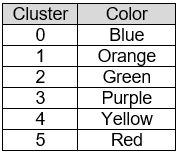 Cluster Color
0 Blue
1 Orange
2 Green
3 Purple
4 Yellow
5 Red